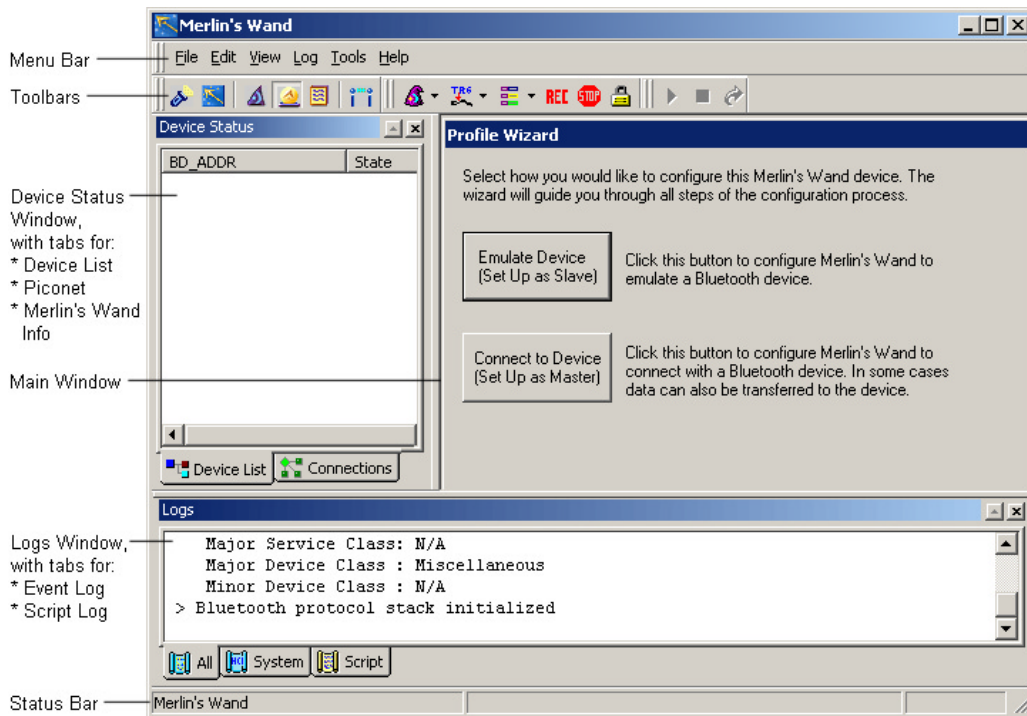 Merlin's Wand
Menu Bar
File Edit View Log Tools Help
Toolbars
TR6
REC
STOP
Device Status
BD_ADDR State
Device Status
Window,
with tabs for:
* Device List
* Piconet
* Merlin's Wand
Info
Main Window
Device List Connections
Profile Wizard
Select how you would like to configure this Merlin's Wand device. The
wizard will guide you through all steps of the configuration process.
Emulate Device
(Set Up as Slave)
Click this button to configure Merlin's Wand to
emulate a Bluetooth device.
Connect to Device
(Set Up as Master)
Click this button to configure Merlin's Wand to
connect with a Bluetooth device. In some cases
data can also be transferred to the device.
Logs
Logs Window,
with tabs for:
* Event Log
* Script Log
Major Service Class: N/A
Major Device Class : Miscellaneous
Minor Device Class : N/A
> Bluetooth protocol stack initialized
All HCI System Script
Status Bar
Merlin's Wand